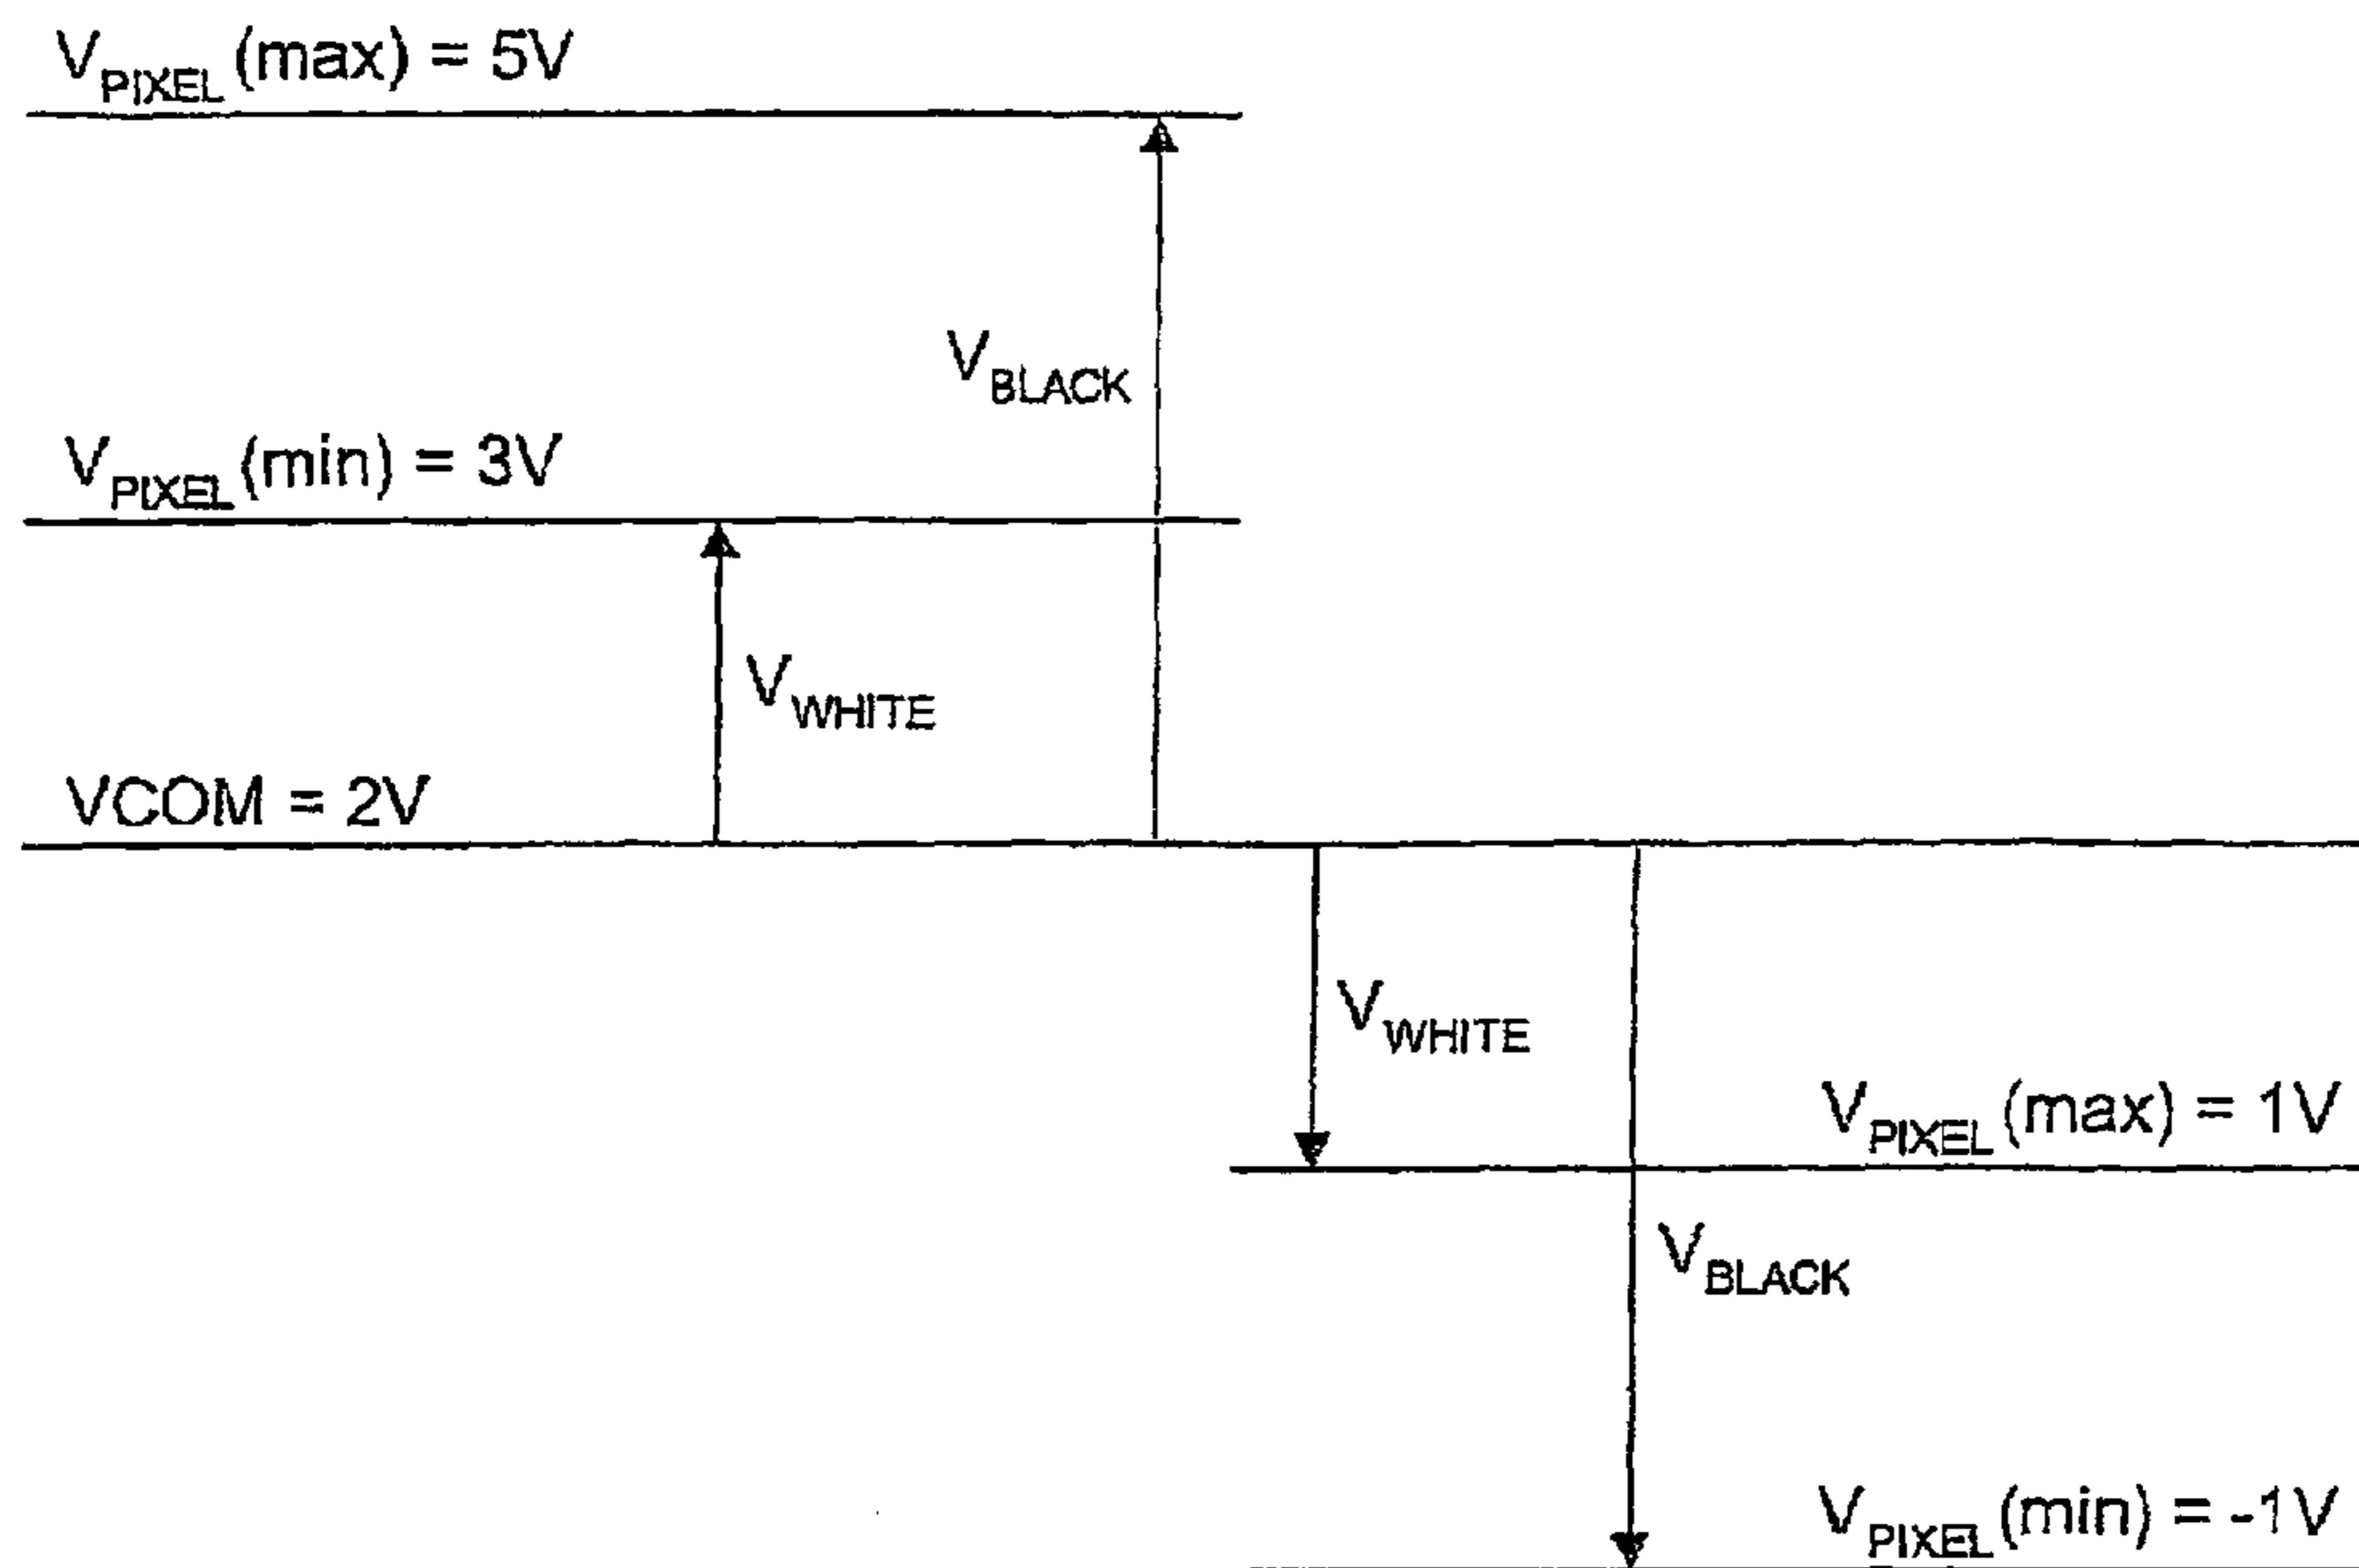 VPIXEL(max) = 5V
VBLACK
VPIXEL(min) = 3V
VWHITE
VCOM = 2V
VWHITE
VPIXEL(max) = 1V
VBLACK
VPIXEL(min) = -1V